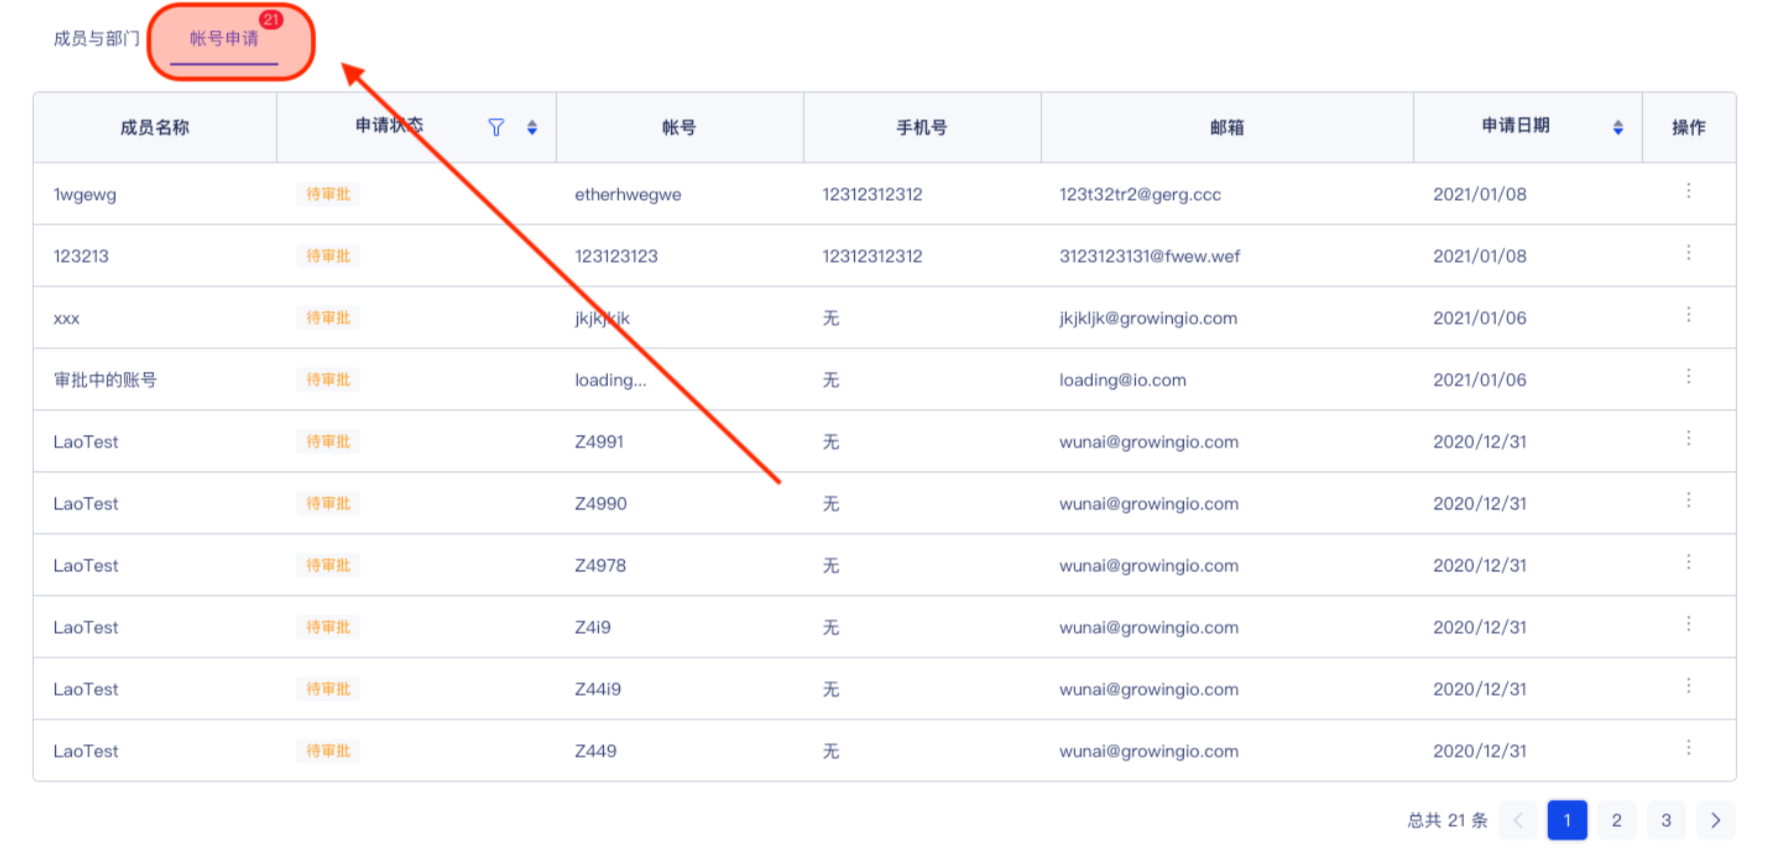 成员与部门 帐号申请 21
成员名称 申请状态 帐号 手机号 邮箱 申请日期 操作
1wgewg 待审批 etherhwegwe 12312312312 123t32tr2@gerg.ccc 2021/01/08
123213 待审批 123123123 12312312312 3123123131@fwew.wef 2021/01/08
xxx 待审批 jkjkjkjk 无 jkjkljk@growingio.com 2021/01/06
审批中的账号 待审批 loading... 无 loading@io.com 2021/01/06
LaoTest 待审批 Z4991 无 wunai@growingio.com 2020/12/31
LaoTest 待审批 Z4990 无 wunai@growingio.com 2020/12/31
LaoTest 待审批 Z4978 无 wunai@growingio.com 2020/12/31
LaoTest 待审批 Z4i9 无 wunai@growingio.com 2020/12/31
LaoTest 待审批 Z44i9 无 wunai@growingio.com 2020/12/31
LaoTest 待审批 Z449 无 wunai@growingio.com 2020/12/31
总共 21 条 1 2 3